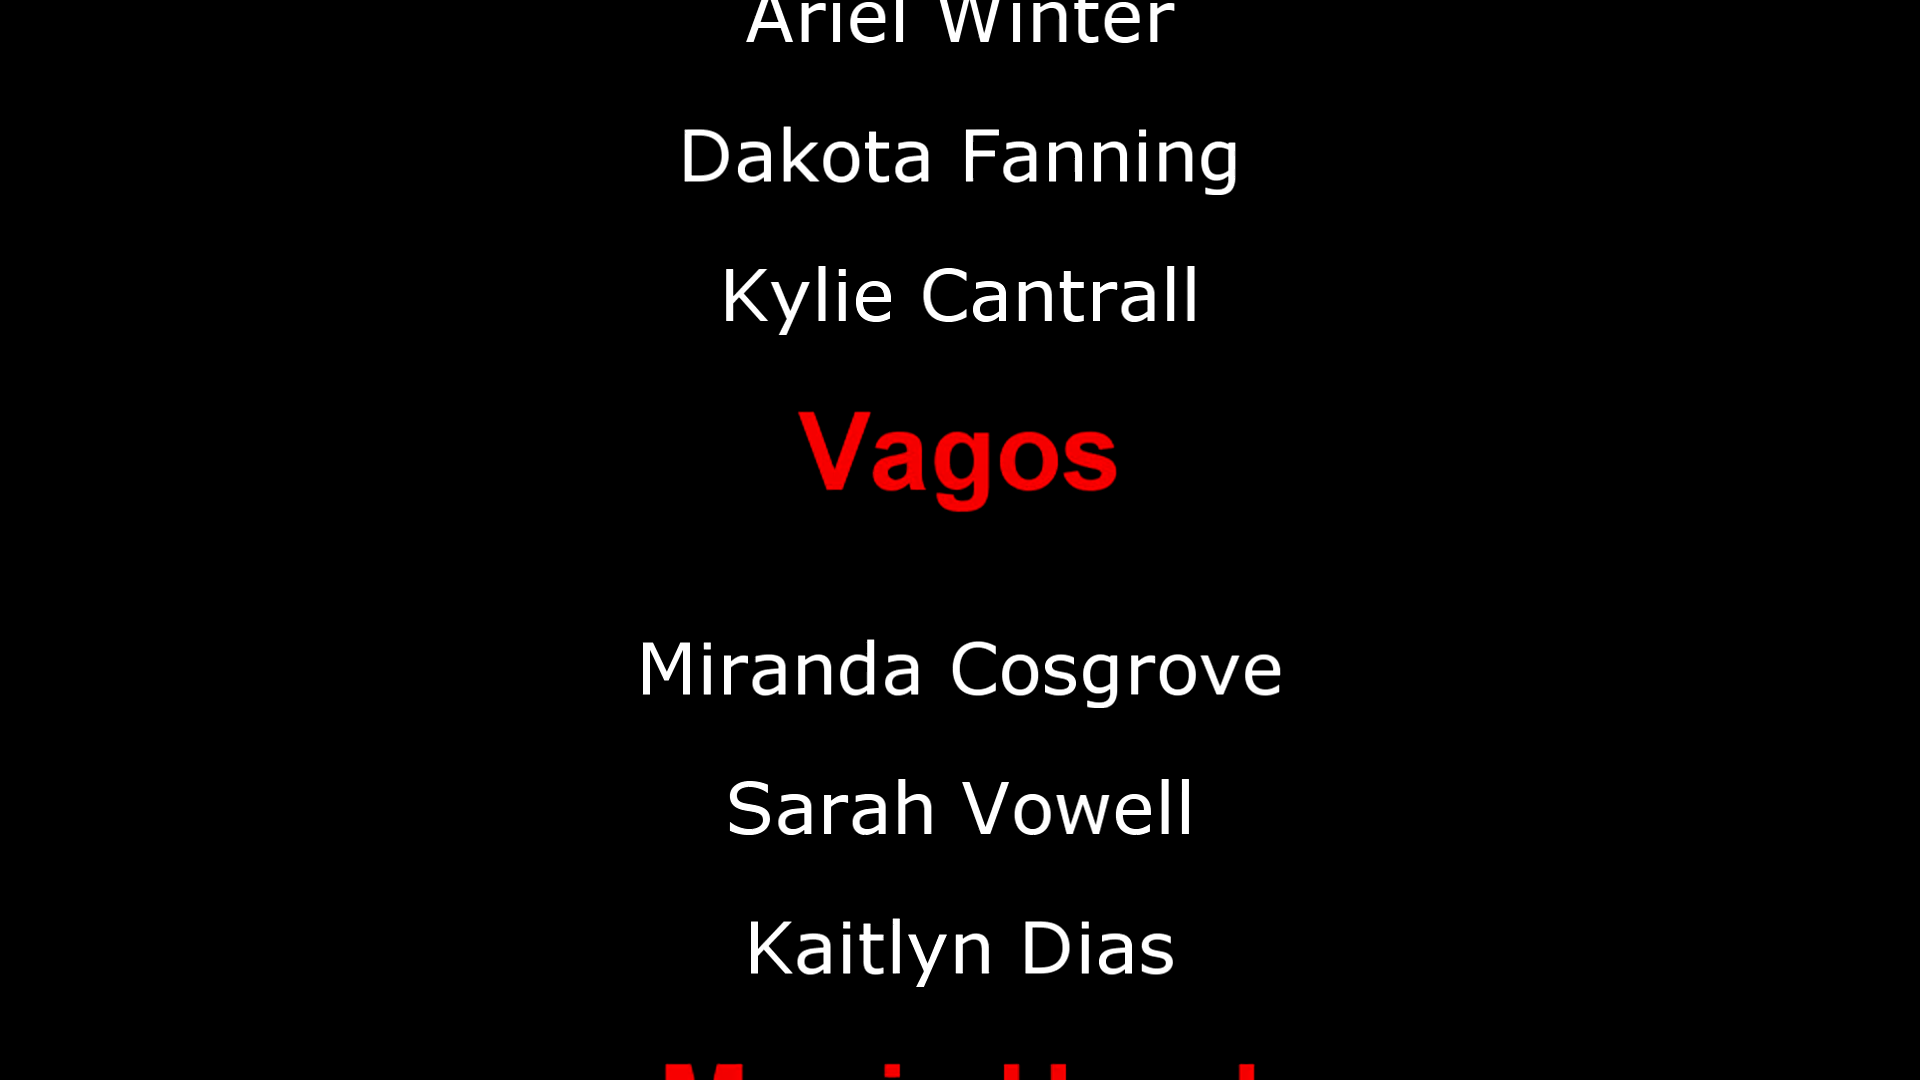 Ariel Winter
Dakota Fanning
Kylie Cantrall
Vagos
Miranda Cosgrove
Sarah Vowell
Kaitlyn Dias